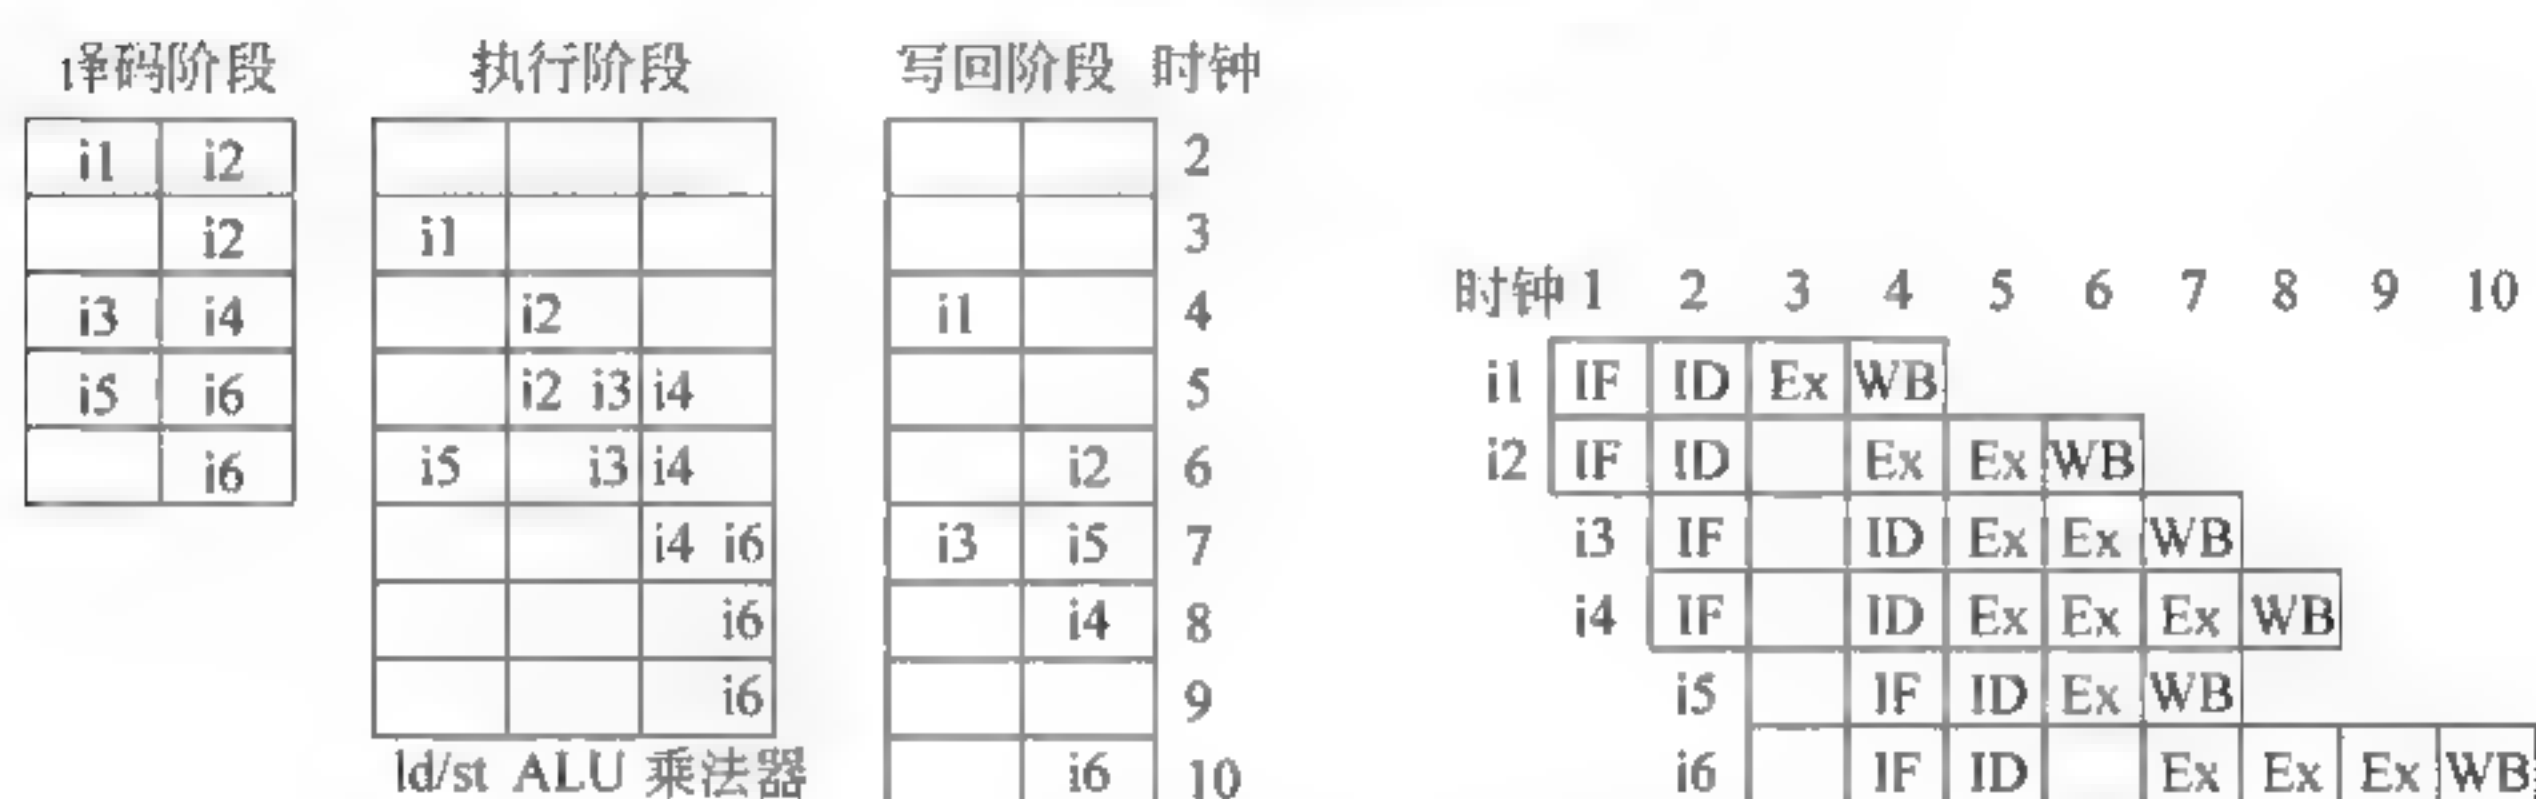 译码阶段 执行阶段 写回阶段 时钟
i1 i2 2
i2 i1 3
i3 i4 i2 i1 4
i5 i6 i2 i3 i4 5
i6 i5 i3 i4 i2 6
i4 i6 i3 i5 7
i6 i4 8
i6 9
ld/st ALU 乘法器 i6 10
时钟 1 2 3 4 5 6 7 8 9 10
i1 IF ID Ex WB
i2 IF ID Ex Ex WB
i3 IF ID Ex Ex WB
i4 IF ID Ex Ex Ex WB
i5 IF ID Ex WB
i6 IF ID Ex Ex Ex WB